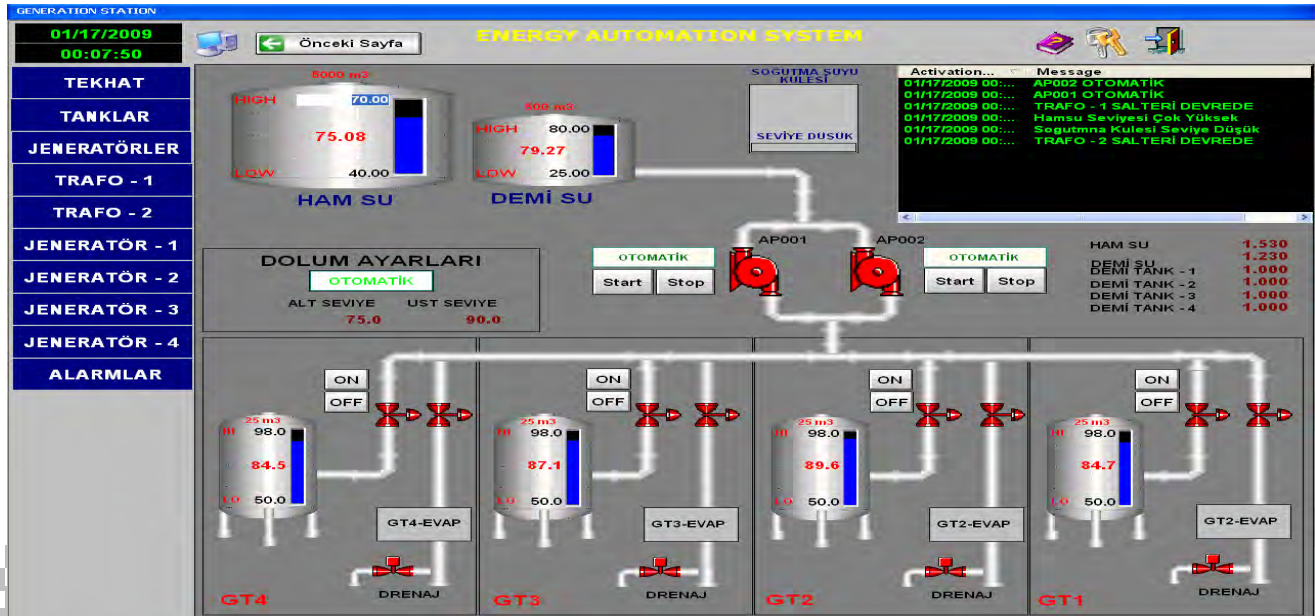 GENERATION STATION
01/17/2009
00:07:50
Önceki Sayfa
ENERGY AUTOMATION SYSTEM
TEKHAT
TANKLAR
JENERATÖRLER
TRAFO - 1
TRAFO - 2
JENERATÖR - 1
JENERATÖR - 2
JENERATÖR - 3
JENERATÖR - 4
ALARMLAR
5000 m3
HIGH 70.00
75.08
LOW 40.00
HAM SU
500 m3
HIGH 80.00
79.27
LOW 25.00
DEMİ SU
SOĞUTMA SUYU
KULESİ
SEVİYE DÜŞÜK
Activation... Message
01/17/2009 00:... AP002 OTOMATİK
01/17/2009 00:... AP001 OTOMATİK
01/17/2009 00:... TRAFO - 1 SALTERİ DEVREDE
01/17/2009 00:... Hamsu Seviyesi Çok Yüksek
01/17/2009 00:... Sogutmna Kulesi Seviye Düşük
01/17/2009 00:... TRAFO - 2 SALTERİ DEVREDE
DOLUM AYARLARI
OTOMATİK
ALT SEVIYE UST SEVIYE
75.0 90.0
OTOMATİK
Start Stop
AP001
AP002
OTOMATİK
Start Stop
HAM SU 1.530
DEMİ SU 1.230
DEMİ TANK - 1 1.000
DEMİ TANK - 2 1.000
DEMİ TANK - 3 1.000
DEMİ TANK - 4 1.000
ON
OFF
25 m3
HI 98.0
84.5
LO 50.0
GT4-EVAP
DRENAJ
GT4
ON
OFF
25 m3
HI 98.0
87.1
LO 50.0
GT3-EVAP
DRENAJ
GT3
ON
OFF
25 m3
HI 98.0
89.6
LO 50.0
GT2-EVAP
DRENAJ
GT2
ON
OFF
25 m3
HI 98.0
84.7
LO 50.0
GT2-EVAP
DRENAJ
GT1